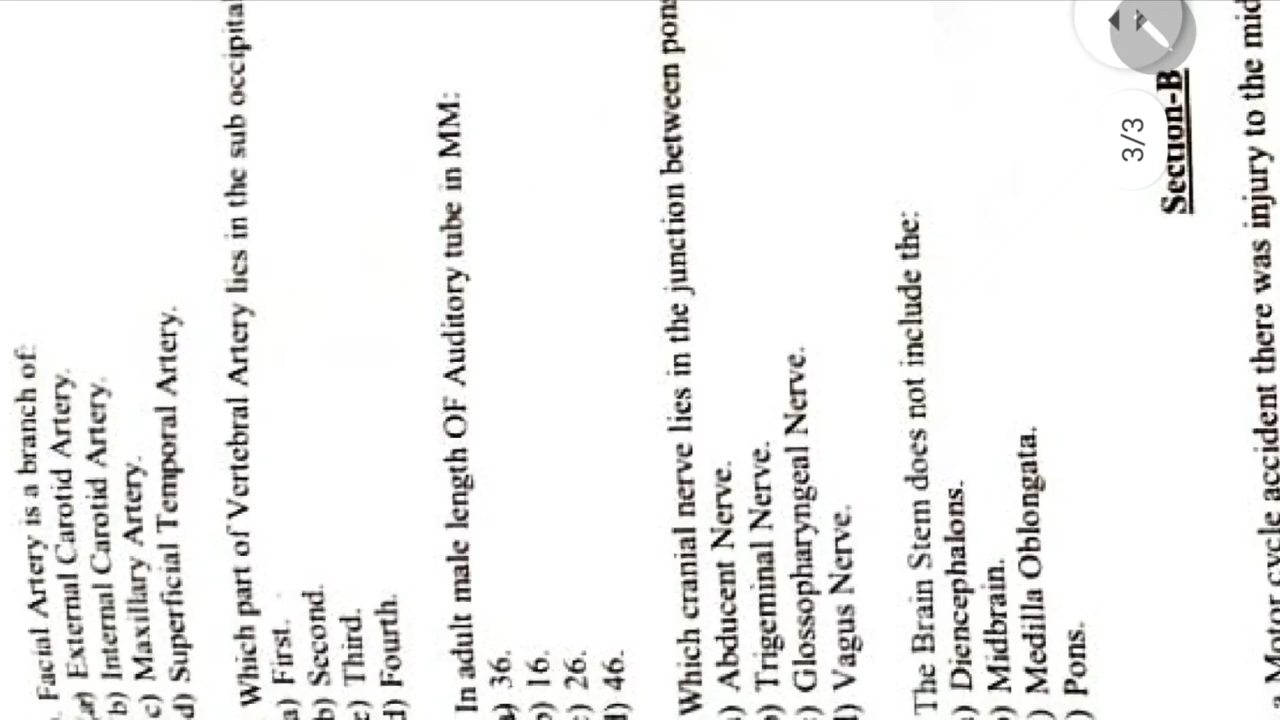 Facial Artery is a branch of:
a) External Carotid Artery.
b) Internal Carotid Artery.
c) Maxillary Artery.
d) Superficial Temporal Artery.
Which part of Vertebral Artery lies in the sub occipita
a) First.
b) Second.
c) Third.
d) Fourth.
In adult male length OF Auditory tube in MM:
36.
16.
26.
46.
Which cranial nerve lies in the junction between pons
) Abducent Nerve.
) Trigeminal Nerve.
) Glossopharyngeal Nerve.
) Vagus Nerve.
The Brain Stem does not include the:
) Diencephalons.
) Midbrain.
) Medilla Oblongata.
) Pons.
3/3
Section-B
Motor cycle accident there was injury to the mid